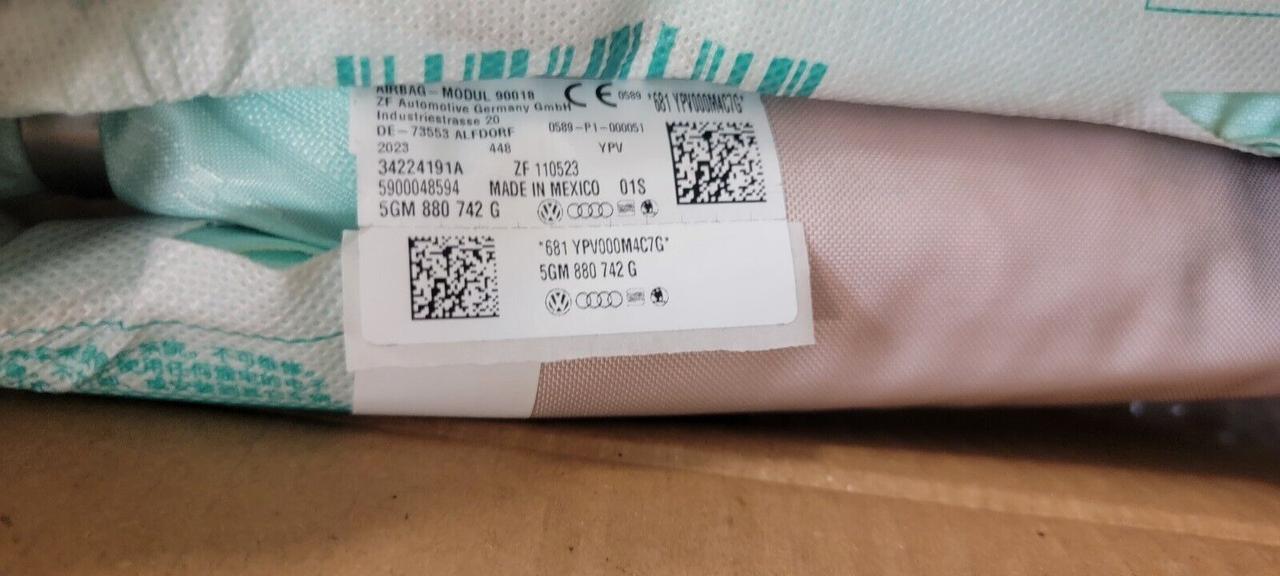 AIRBAG-MODUL 90018
ZF Automotive Germany GmbH
Industriestrasse 20
DE-73553 ALFDORF
CE 0589
*681 YPV000M4C7G*
0589-P1-000051
2023 448 YPV
34224191A ZF 110523
5900048594 MADE IN MEXICO 01S
5GM 880 742 G
*681 YPV000M4C7G*
5GM 880 742 G